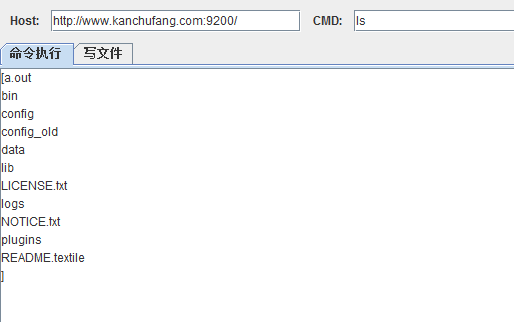 Host: http://www.kanchufang.com:9200/ CMD: ls
命令执行 写文件
[a.out
bin
config
config_old
data
lib
LICENSE.txt
logs
NOTICE.txt
plugins
README.textile
]